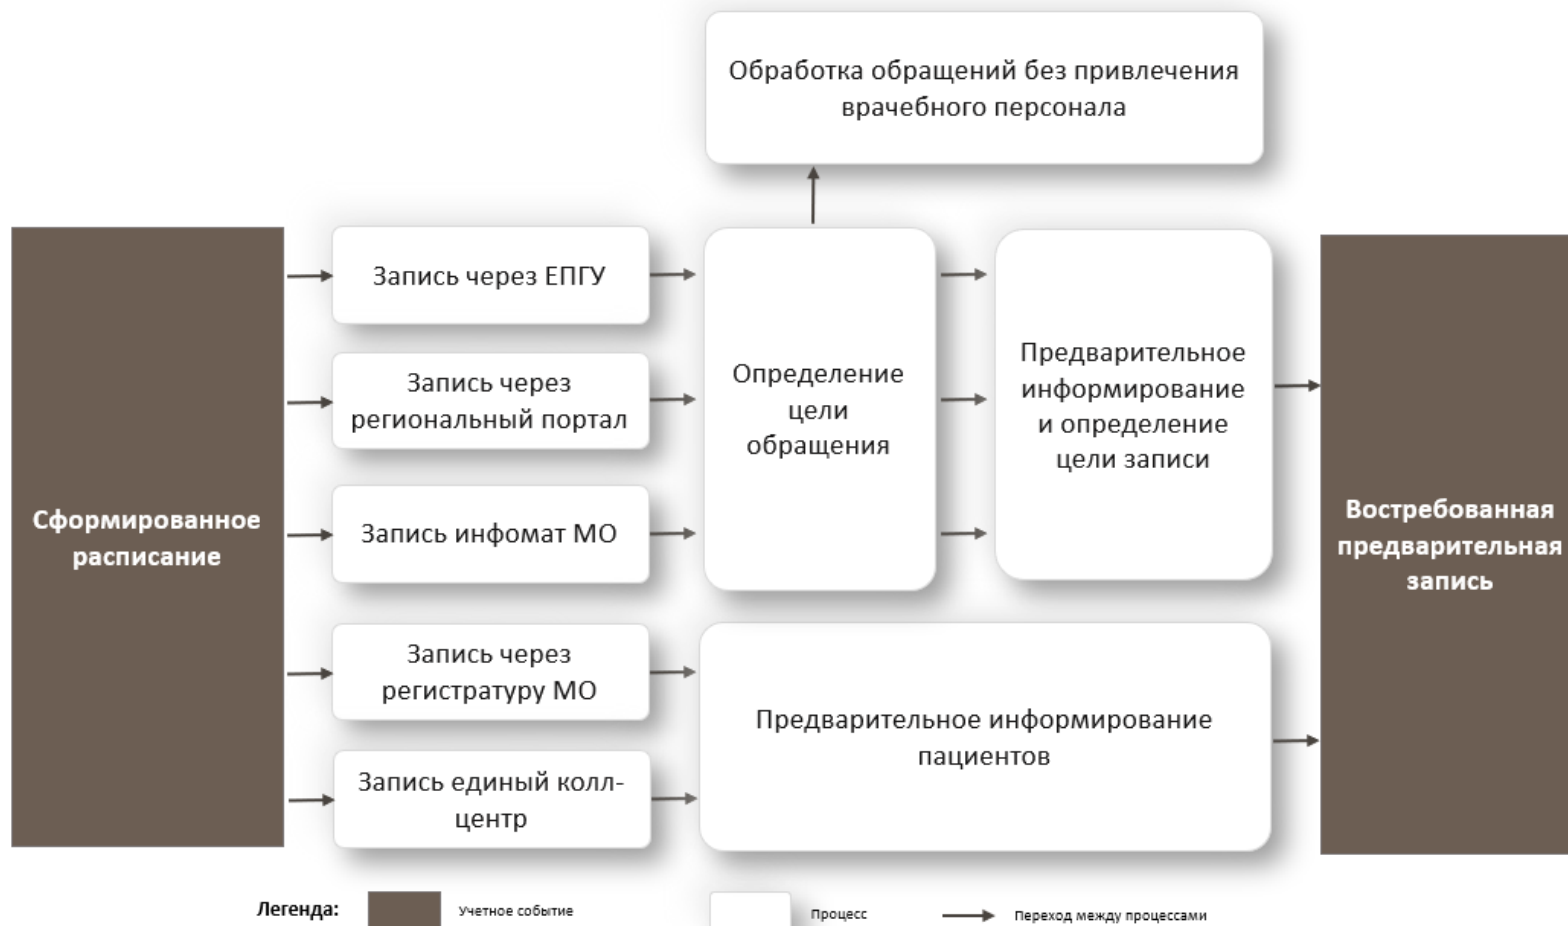 Обработка обращений без привлечения
врачебного персонала
Сформированное
расписание
Запись через ЕПГУ
Запись через
региональный портал
Запись инфомат МО
Запись через
регистратуру МО
Запись единый колл-
центр
Определение
цели
обращения
Предварительное
информирование
и определение
цели записи
Предварительное информирование
пациентов
Востребованная
предварительная
запись
Легенда:
Учетное событие
Процесс
Переход между процессами